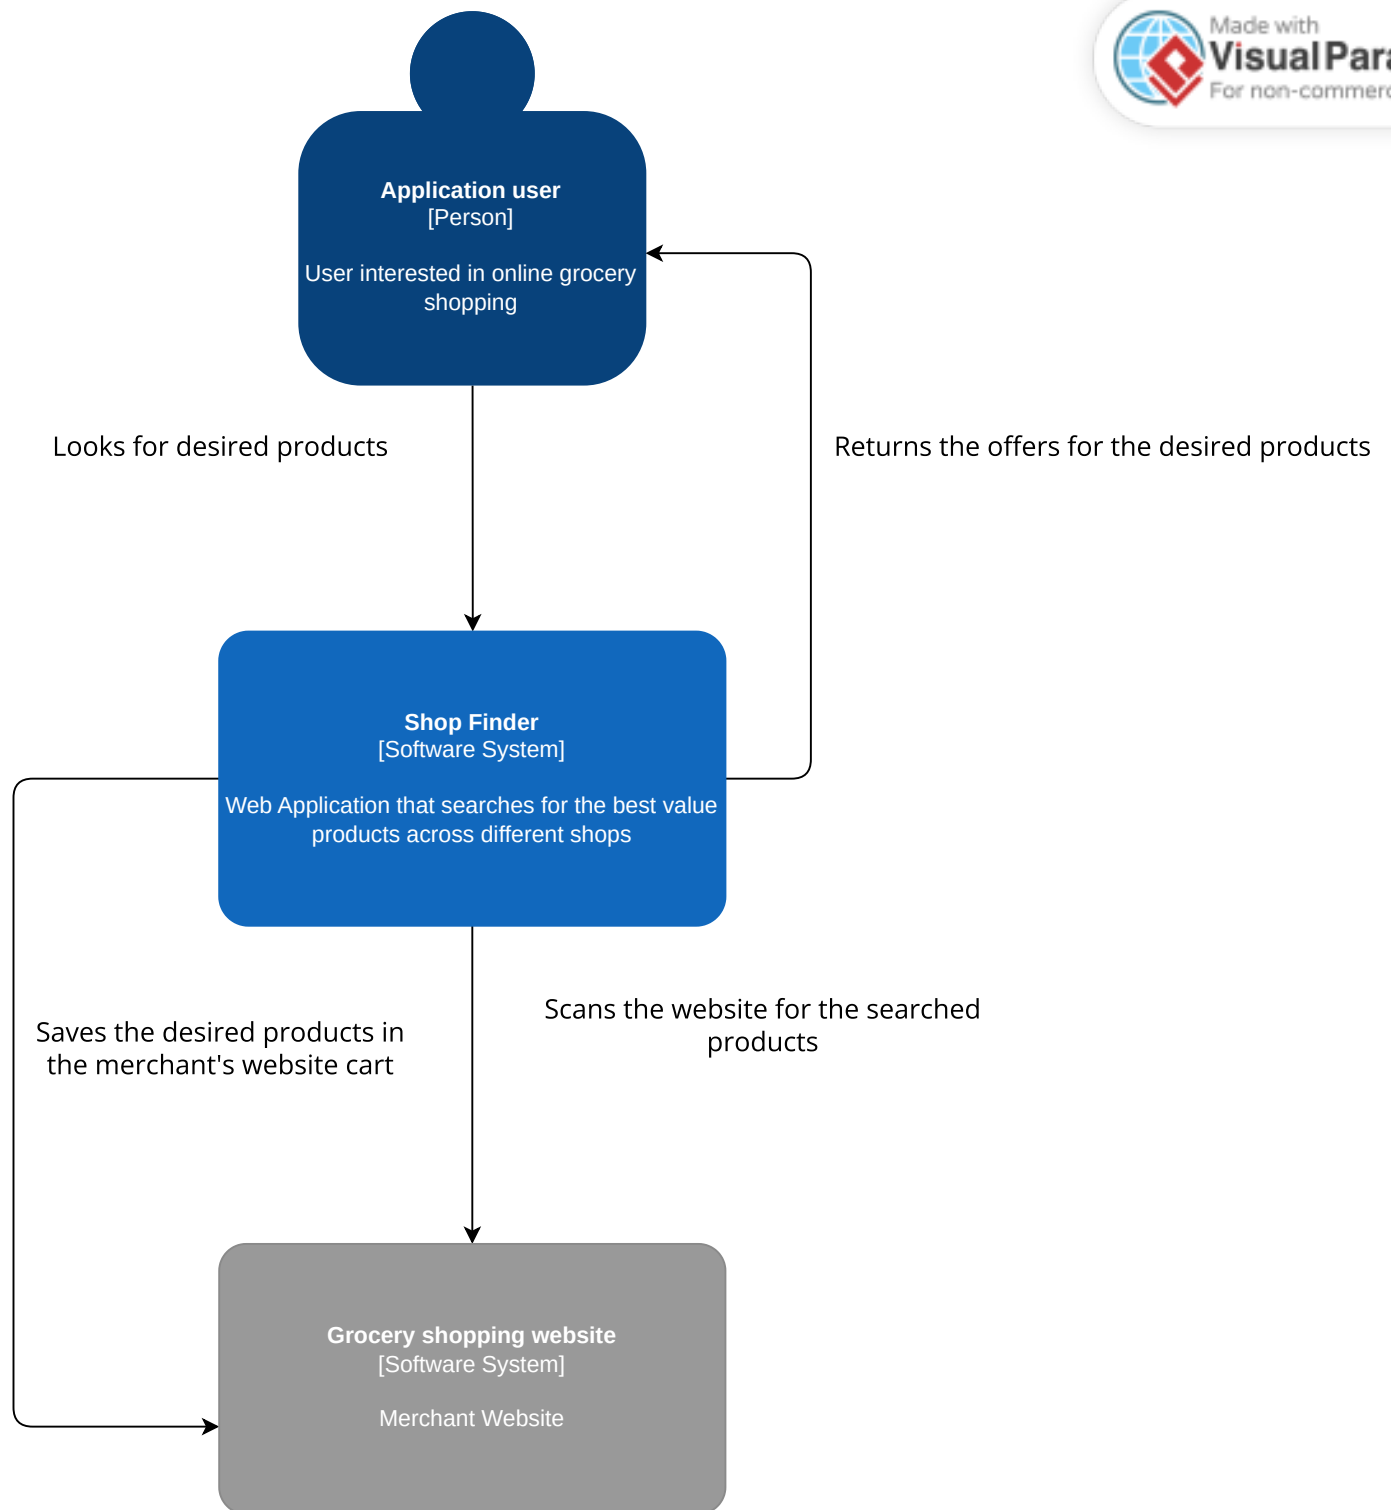 Made with
Visual Para
For non-commerc
Application user
[Person]
User interested in online grocery
shopping
Looks for desired products
Returns the offers for the desired products
Shop Finder
[Software System]
Web Application that searches for the best value
products across different shops
Scans the website for the searched
products
Saves the desired products in
the merchant's website cart
Grocery shopping website
[Software System]
Merchant Website